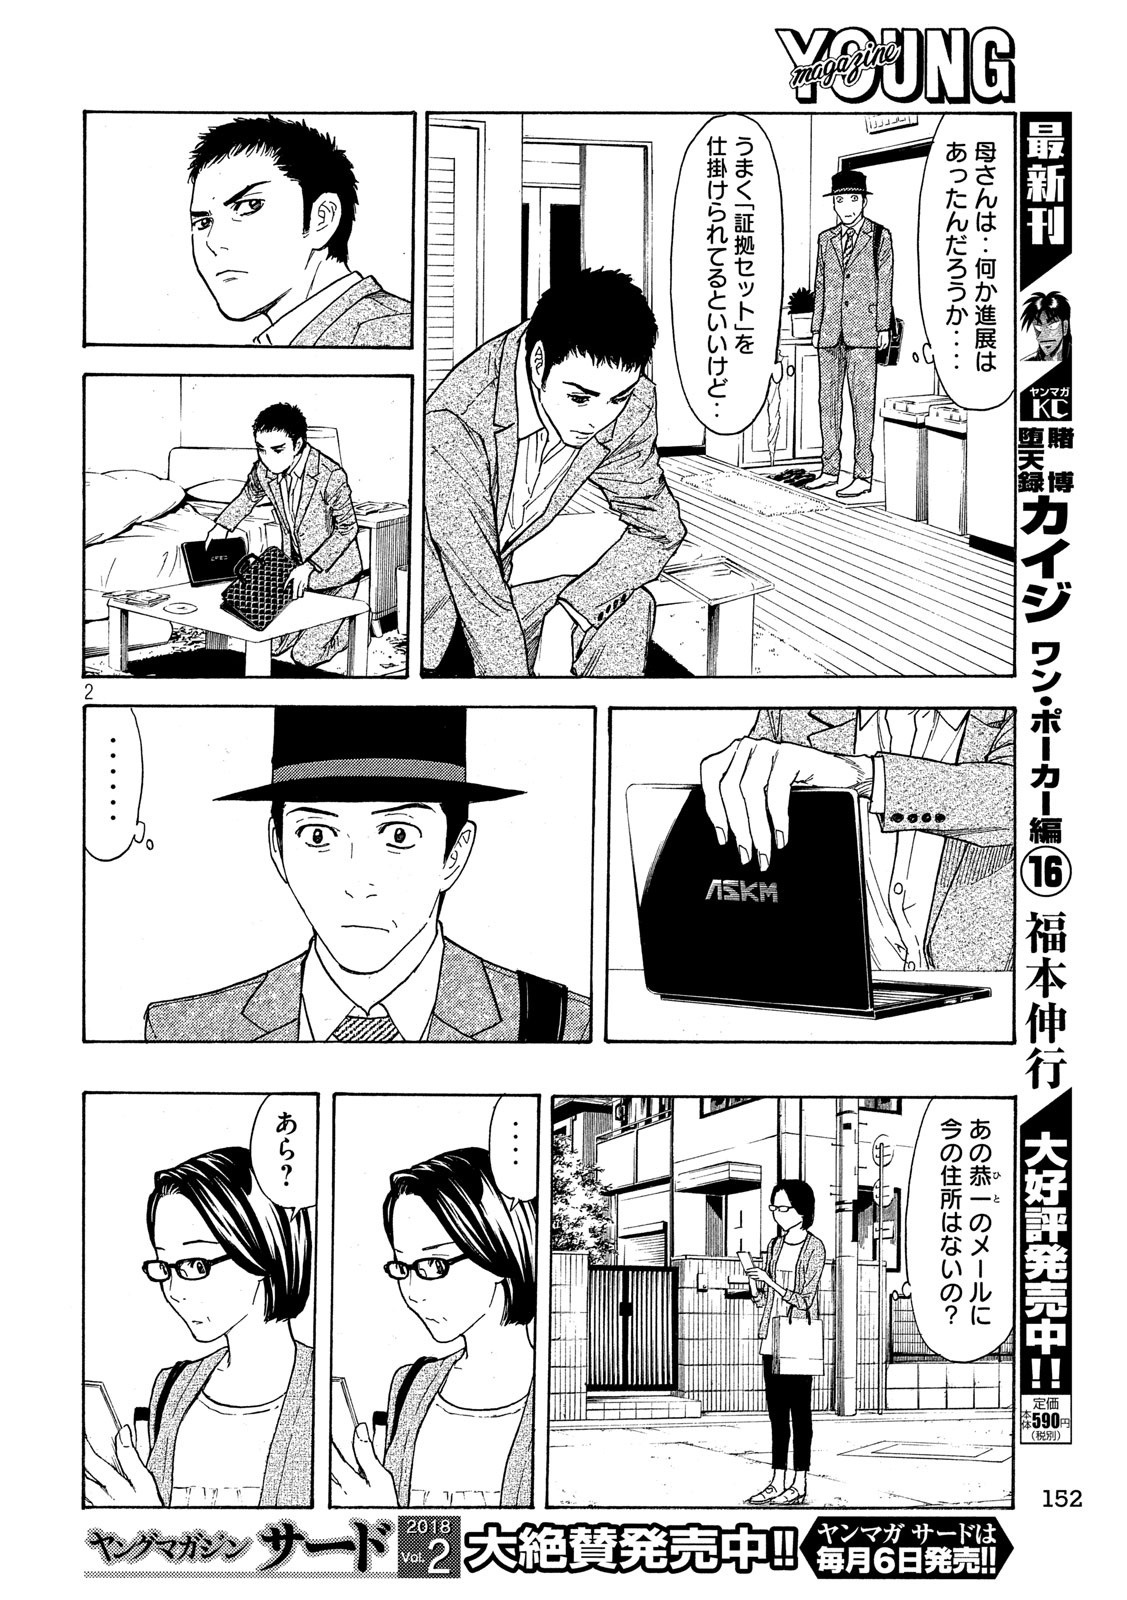 YOUNG
magazine
母さんは‥何か進展は
あったんだろうか‥‥
うまく「証拠セット」を
仕掛けられてるといいけど‥
2
ASKM
ASKM
‥‥‥
あの恭一のメールに
ひと
今の住所はないの？
‥‥
あら？
最新刊
ヤンマガ
KC
賭博
堕天録
カイジ
ワン・ポーカー編
16
福本伸行
大好評発売中!!
定価
本体590円
(税別)
152
ヤングマガジン サード
2018
Vol.2
大絶賛発売中!!
ヤンマガ サードは
毎月6日発売!!